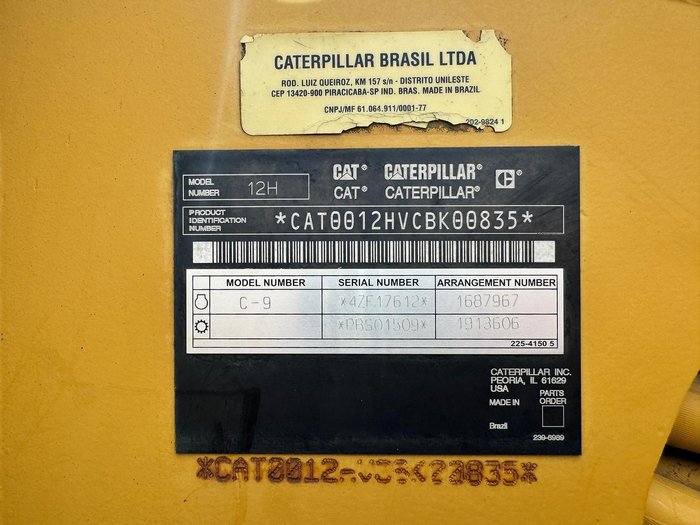 CATERPILLAR BRASIL LTDA
ROD. LUIZ QUEIROZ, KM 157 s/n - DISTRITO UNILESTE
CEP 13420-900 PIRACICABA-SP IND. BRAS. MADE IN BRAZIL
CNPJ/MF 61.064.911/0001-77
202-9824 1
CAT® CATERPILLAR® C®
CAT® CATERPILLAR®
MODEL NUMBER 12H
PRODUCT IDENTIFICATION NUMBER *CAT0012HVCBK00835*
MODEL NUMBER SERIAL NUMBER ARRANGEMENT NUMBER
C-9 *4ZF17612* 1687967
*PBS01509* 1913606
225-4150 5
CATERPILLAR INC.
PEORIA, IL 61629
USA
MADE IN PARTS ORDER
Brazil
239-6989
*CAT0012HVCBK00835*